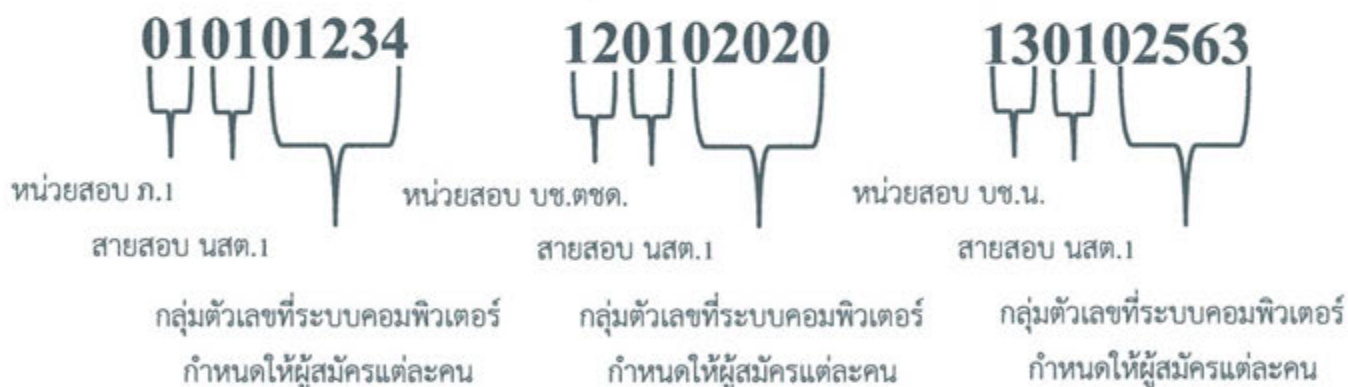 010101234 120102020 130102563
หน่วยสอบ ภ.1 หน่วยสอบ บช.ตชด. หน่วยสอบ บช.น.
สายสอบ นสต.1 สายสอบ นสต.1 สายสอบ นสต.1
กลุ่มตัวเลขที่ระบบคอมพิวเตอร์ กลุ่มตัวเลขที่ระบบคอมพิวเตอร์ กลุ่มตัวเลขที่ระบบคอมพิวเตอร์
กำหนดให้ผู้สมัครแต่ละคน กำหนดให้ผู้สมัครแต่ละคน กำหนดให้ผู้สมัครแต่ละคน